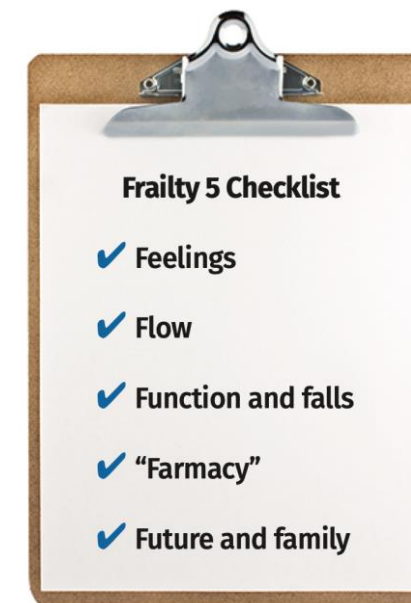 Frailty 5 Checklist
✔ Feelings
✔ Flow
✔ Function and falls
✔ “Farmacy”
✔ Future and family